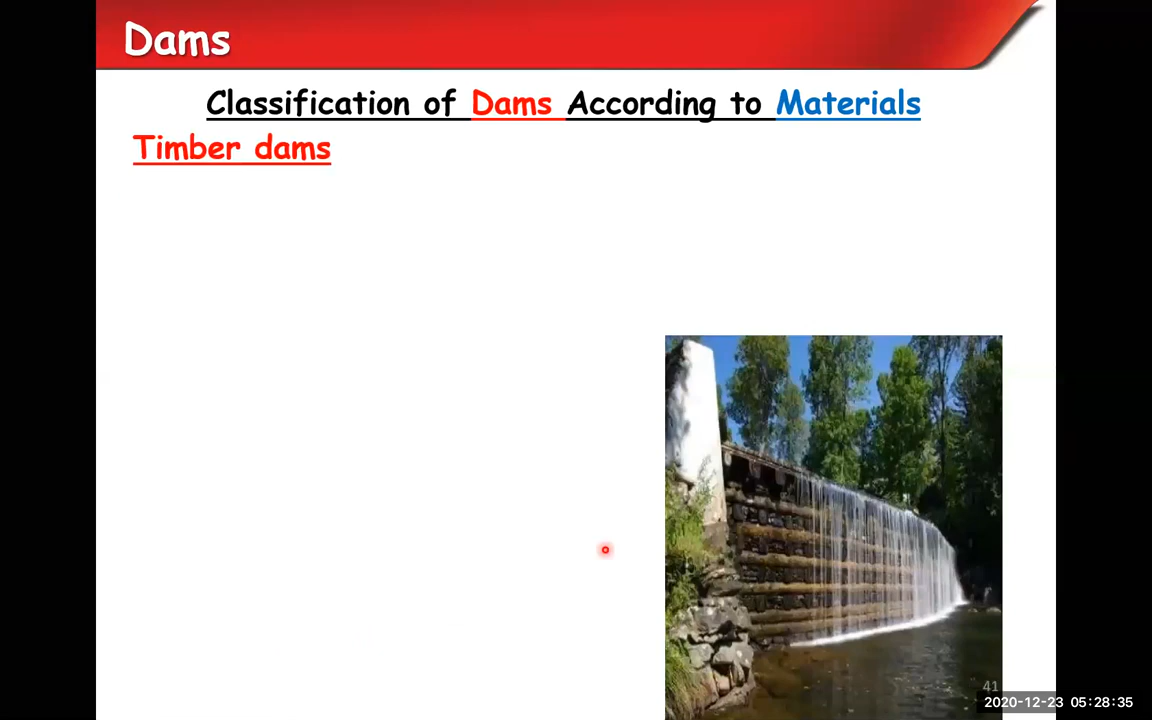 Dams
Classification of Dams According to Materials
Timber dams
41
2020-12-23 05:28:35